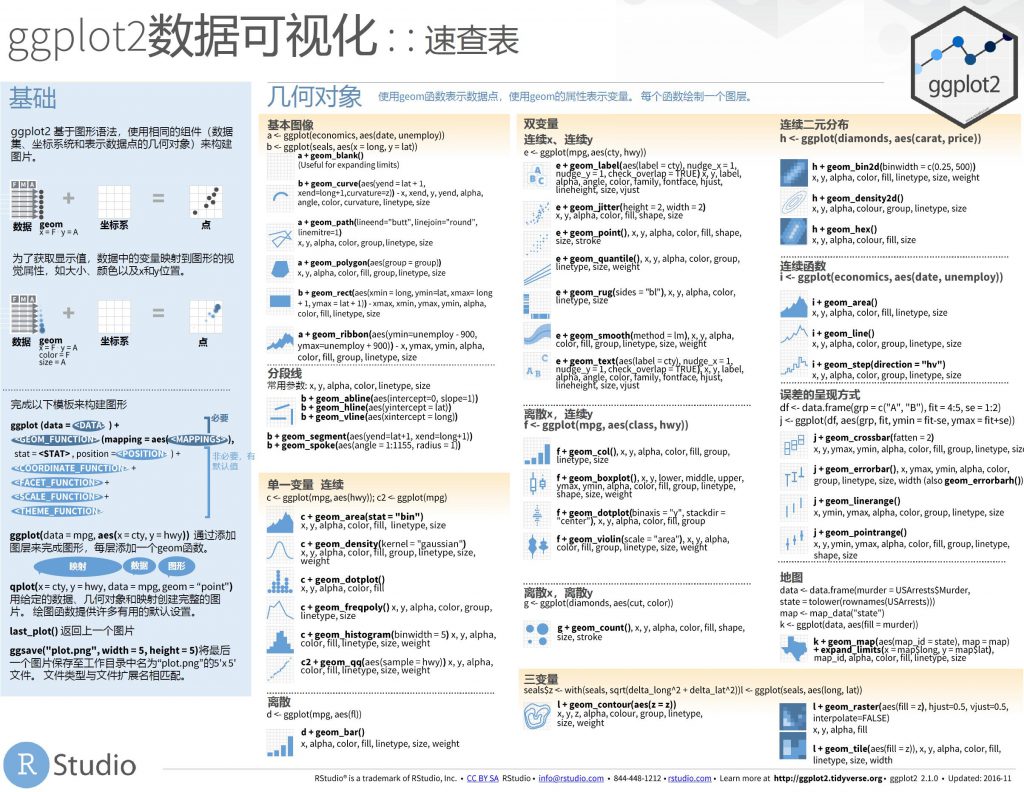 ggplot2数据可视化 : : 速查表
ggplot2
基础
ggplot2 基于图形语法，使用相同的组件（数据
集、坐标系统和表示数据点的几何对象）来构建
图片。
F M A
数据 geom 坐标系 点
x = F y = A
为了获取显示值，数据中的变量映射到图形的视
觉属性，如大小、颜色以及x和y位置。
F M A
数据 geom 坐标系 点
x = F y = A
color = F
size = A
完成以下模板来构建图形
ggplot (data = <DATA> ) +
<GEOM_FUNCTION> (mapping = aes(<MAPPINGS>),
stat = <STAT> , position =<POSITION> ) +
<COORDINATE_FUNCTION> +
<FACET_FUNCTION> +
<SCALE_FUNCTION> +
<THEME_FUNCTION>
必要
非必要，有
默认值
ggplot(data = mpg, aes(x = cty, y = hwy)) 通过添加
图层来完成图形，每层添加一个geom函数。
映射 数据 图形
qplot(x = cty, y = hwy, data = mpg, geom = “point")
用给定的数据、几何对象和映射创建完整的图
片。 绘图函数提供许多有用的默认设置。
last_plot() 返回上一个图片
ggsave("plot.png", width = 5, height = 5)将最后
一个图片保存至工作目录中名为“plot.png”的5’x 5’
文件。 文件类型与文件扩展名相匹配。
几何对象 使用geom函数表示数据点，使用geom的属性表示变量。 每个函数绘制一个图层。
基本图像
a <- ggplot(economics, aes(date, unemploy))
b <- ggplot(seals, aes(x = long, y = lat))
a + geom_blank()
(Useful for expanding limits)
b + geom_curve(aes(yend = lat + 1,
xend=long+1,curvature=z)) - x, xend, y, yend, alpha,
angle, color, curvature, linetype, size
a + geom_path(lineend="butt", linejoin="round",
linemitre=1)
x, y, alpha, color, group, linetype, size
a + geom_polygon(aes(group = group))
x, y, alpha, color, fill, group, linetype, size
b + geom_rect(aes(xmin = long, ymin=lat, xmax= long
+ 1, ymax = lat + 1)) - xmax, xmin, ymax, ymin, alpha,
color, fill, linetype, size
a + geom_ribbon(aes(ymin=unemploy - 900,
ymax=unemploy + 900)) - x, ymax, ymin, alpha,
color, fill, group, linetype, size
分段线
常用参数: x, y, alpha, color, linetype, size
b + geom_abline(aes(intercept=0, slope=1))
b + geom_hline(aes(yintercept = lat))
b + geom_vline(aes(xintercept = long))
b + geom_segment(aes(yend=lat+1, xend=long+1))
b + geom_spoke(aes(angle = 1:1155, radius = 1))
单一变量 连续
c <- ggplot(mpg, aes(hwy)); c2 <- ggplot(mpg)
c + geom_area(stat = "bin")
x, y, alpha, color, fill, linetype, size
c + geom_density(kernel = "gaussian")
x, y, alpha, color, fill, group, linetype, size,
weight
c + geom_dotplot()
x, y, alpha, color, fill
c + geom_freqpoly() x, y, alpha, color, group,
linetype, size
c + geom_histogram(binwidth = 5) x, y, alpha,
color, fill, linetype, size, weight
c2 + geom_qq(aes(sample = hwy)) x, y, alpha,
color, fill, linetype, size, weight
离散
d <- ggplot(mpg, aes(fl))
d + geom_bar()
x, alpha, color, fill, linetype, size, weight
双变量
连续x、连续y
e <- ggplot(mpg, aes(cty, hwy))
A B C
e + geom_label(aes(label = cty), nudge_x = 1,
nudge_y = 1, check_overlap = TRUE) x, y, label,
alpha, angle, color, family, fontface, hjust,
lineheight, size, vjust
e + geom_jitter(height = 2, width = 2)
x, y, alpha, color, fill, shape, size
e + geom_point(), x, y, alpha, color, fill, shape,
size, stroke
e + geom_quantile(), x, y, alpha, color, group,
linetype, size, weight
e + geom_rug(sides = "bl"), x, y, alpha, color,
linetype, size
e + geom_smooth(method = lm), x, y, alpha,
color, fill, group, linetype, size, weight
A B C
e + geom_text(aes(label = cty), nudge_x = 1,
nudge_y = 1, check_overlap = TRUE), x, y, label,
alpha, angle, color, family, fontface, hjust,
lineheight, size, vjust
离散x，连续y
f <- ggplot(mpg, aes(class, hwy))
f + geom_col(), x, y, alpha, color, fill, group,
linetype, size
f + geom_boxplot(), x, y, lower, middle, upper,
ymax, ymin, alpha, color, fill, group, linetype,
shape, size, weight
f + geom_dotplot(binaxis = "y", stackdir =
"center"), x, y, alpha, color, fill, group
f + geom_violin(scale = "area"), x, y, alpha,
color, fill, group, linetype, size, weight
离散x，离散y
g <- ggplot(diamonds, aes(cut, color))
g + geom_count(), x, y, alpha, color, fill, shape,
size, stroke
三变量
seals$z <- with(seals, sqrt(delta_long^2 + delta_lat^2))l <- ggplot(seals, aes(long, lat))
l + geom_contour(aes(z = z))
x, y, z, alpha, colour, group, linetype,
size, weight
连续二元分布
h <- ggplot(diamonds, aes(carat, price))
h + geom_bin2d(binwidth = c(0.25, 500))
x, y, alpha, color, fill, linetype, size, weight
h + geom_density2d()
x, y, alpha, colour, group, linetype, size
h + geom_hex()
x, y, alpha, colour, fill, size
连续函数
i <- ggplot(economics, aes(date, unemploy))
i + geom_area()
x, y, alpha, color, fill, linetype, size
i + geom_line()
x, y, alpha, color, group, linetype, size
i + geom_step(direction = "hv")
x, y, alpha, color, group, linetype, size
误差的呈现方式
df <- data.frame(grp = c("A", "B"), fit = 4:5, se = 1:2)
j <- ggplot(df, aes(grp, fit, ymin = fit-se, ymax = fit+se))
j + geom_crossbar(fatten = 2)
x, y, ymax, ymin, alpha, color, fill, group, linetype, size
j + geom_errorbar(), x, ymax, ymin, alpha, color,
group, linetype, size, width (also geom_errorbarh())
j + geom_linerange()
x, ymin, ymax, alpha, color, group, linetype, size
j + geom_pointrange()
x, y, ymin, ymax, alpha, color, fill, group, linetype,
shape, size
地图
data <- data.frame(murder = USArrests$Murder,
state = tolower(rownames(USArrests)))
map <- map_data("state")
k <- ggplot(data, aes(fill = murder))
k + geom_map(aes(map_id = state), map = map)
+ expand_limits(x = map$long, y = map$lat),
map_id, alpha, color, fill, linetype, size
l + geom_raster(aes(fill = z), hjust=0.5, vjust=0.5,
interpolate=FALSE)
x, y, alpha, fill
l + geom_tile(aes(fill = z)), x, y, alpha, color, fill,
linetype, size, width
R Studio
RStudio® is a trademark of RStudio, Inc. • CC BY SA RStudio • info@rstudio.com • 844-448-1212 • rstudio.com • Learn more at http://ggplot2.tidyverse.org • ggplot2 2.1.0 • Updated: 2016-11